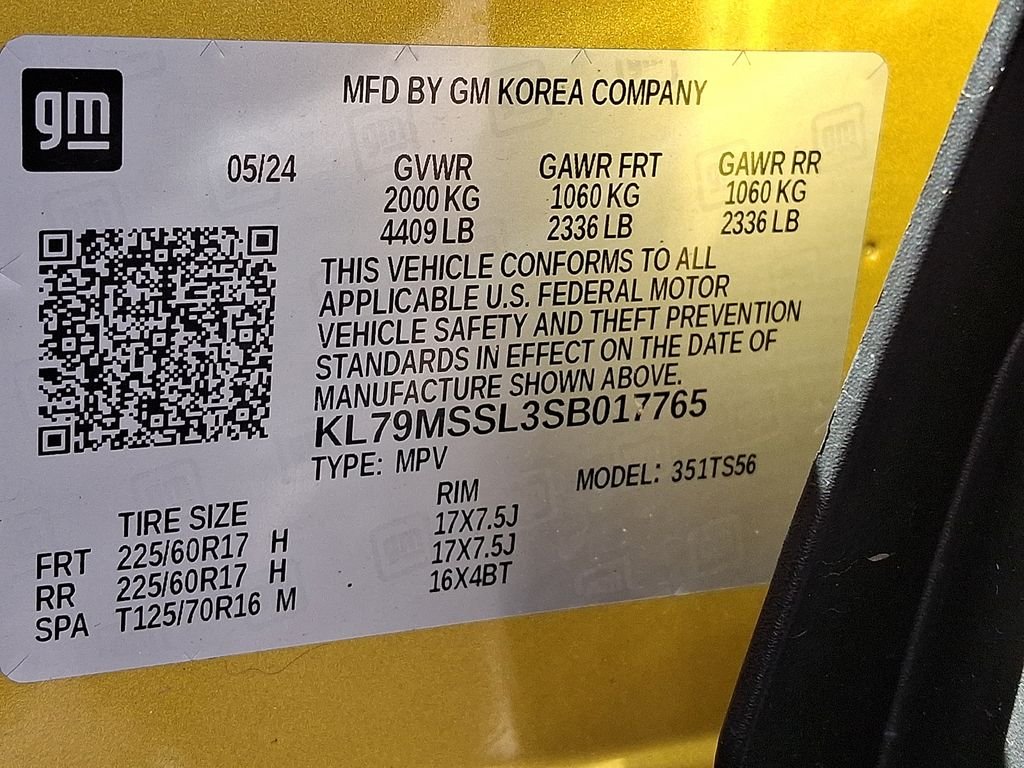 gm
MFD BY GM KOREA COMPANY
05/24 GVWR GAWR FRT GAWR RR
2000 KG 1060 KG 1060 KG
4409 LB 2336 LB 2336 LB
THIS VEHICLE CONFORMS TO ALL
APPLICABLE U.S. FEDERAL MOTOR
VEHICLE SAFETY AND THEFT PREVENTION
STANDARDS IN EFFECT ON THE DATE OF
MANUFACTURE SHOWN ABOVE.
KL79MSSL3SB017765
TYPE: MPV MODEL: 351TS56
TIRE SIZE RIM
FRT 225/60R17 H 17X7.5J
RR 225/60R17 H 17X7.5J
SPA T125/70R16 M 16X4BT